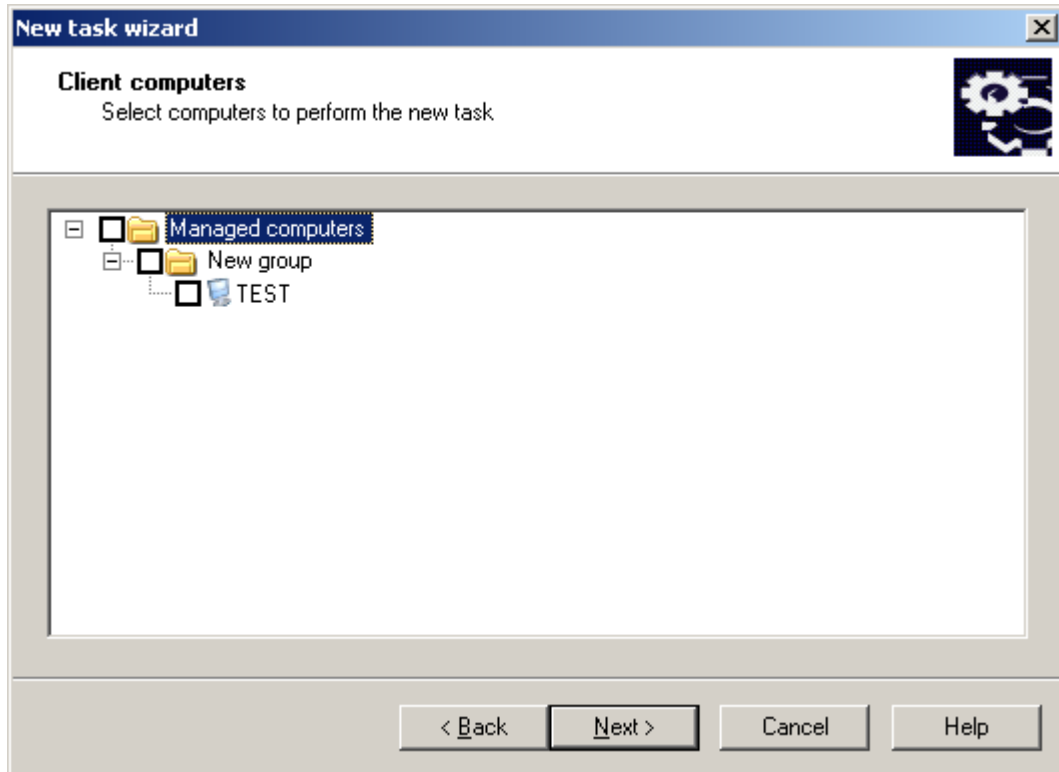 New task wizard
Client computers
Select computers to perform the new task
Managed computers
New group
TEST
< Back Next > Cancel Help